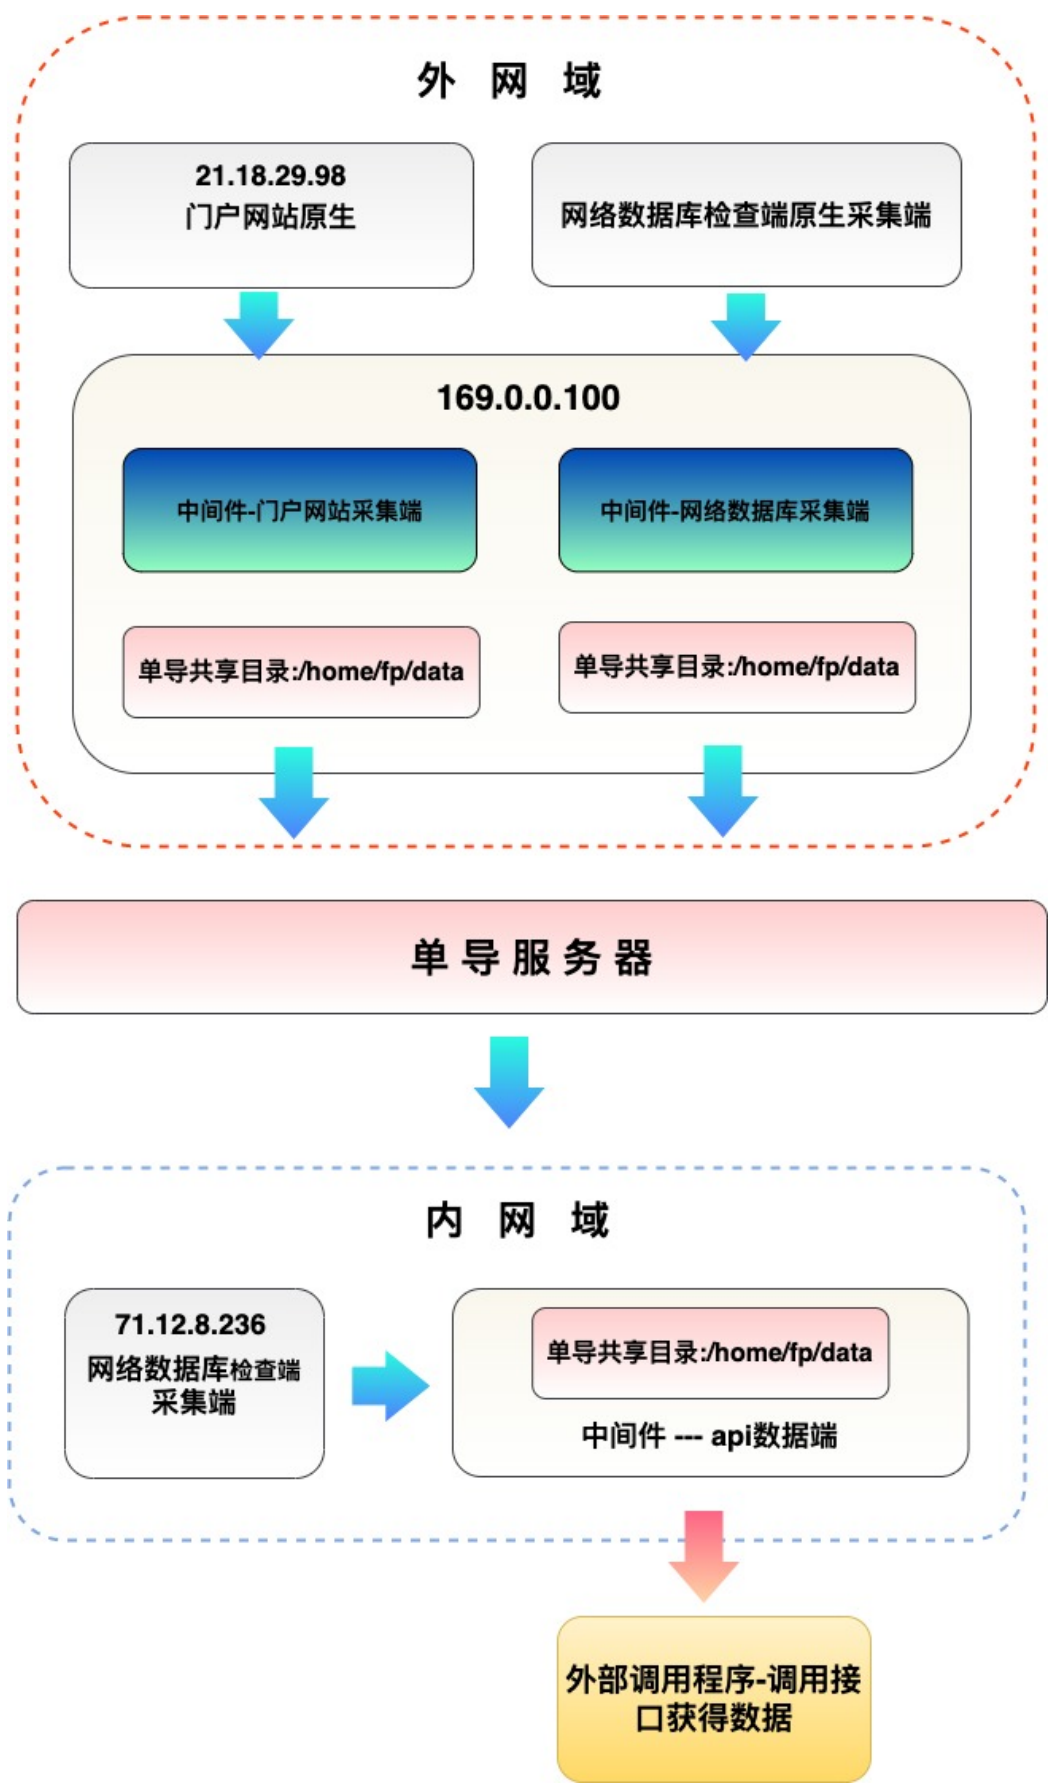 外 网 域
21.18.29.98
门户网站原生
网络数据库检查端原生采集端
169.0.0.100
中间件-门户网站采集端
中间件-网络数据库采集端
单导共享目录:/home/fp/data
单导共享目录:/home/fp/data
单导服务器
内 网 域
71.12.8.236
网络数据库检查端
采集端
单导共享目录:/home/fp/data
中间件 --- api数据端
外部调用程序-调用接
口获得数据